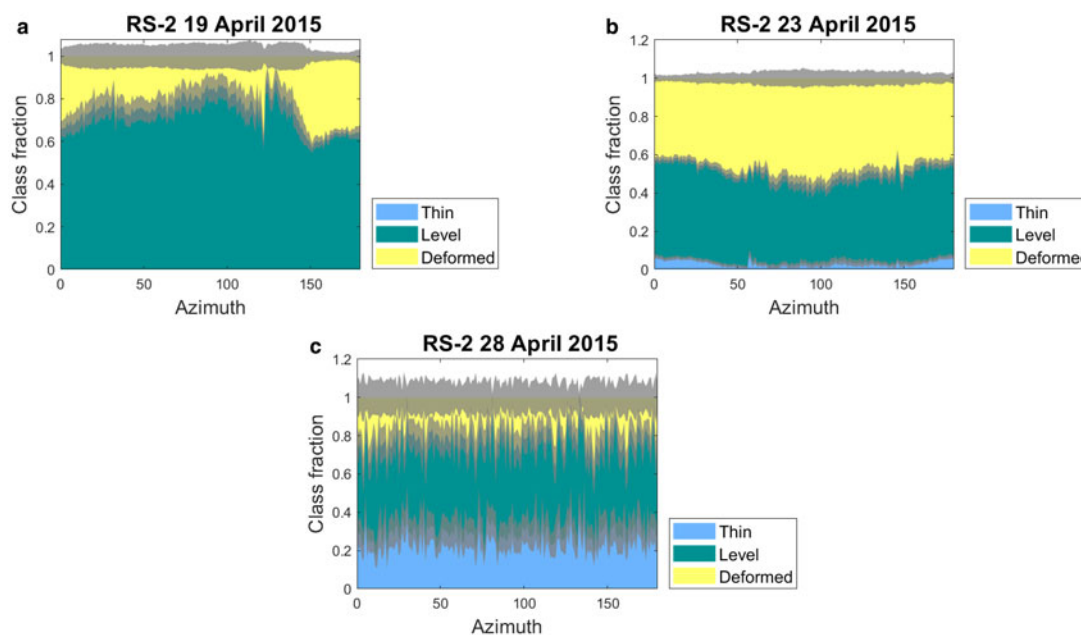 a
RS-2 19 April 2015
Class fraction
1
0.8
0.6
0.4
0.2
0
0 50 100 150
Azimuth
Thin
Level
Deformed
b
RS-2 23 April 2015
Class fraction
1.2
1
0.8
0.6
0.4
0.2
0
0 50 100 150
Azimuth
Thin
Level
Deformed
c
RS-2 28 April 2015
Class fraction
1.2
1
0.8
0.6
0.4
0.2
0
0 50 100 150
Azimuth
Thin
Level
Deformed